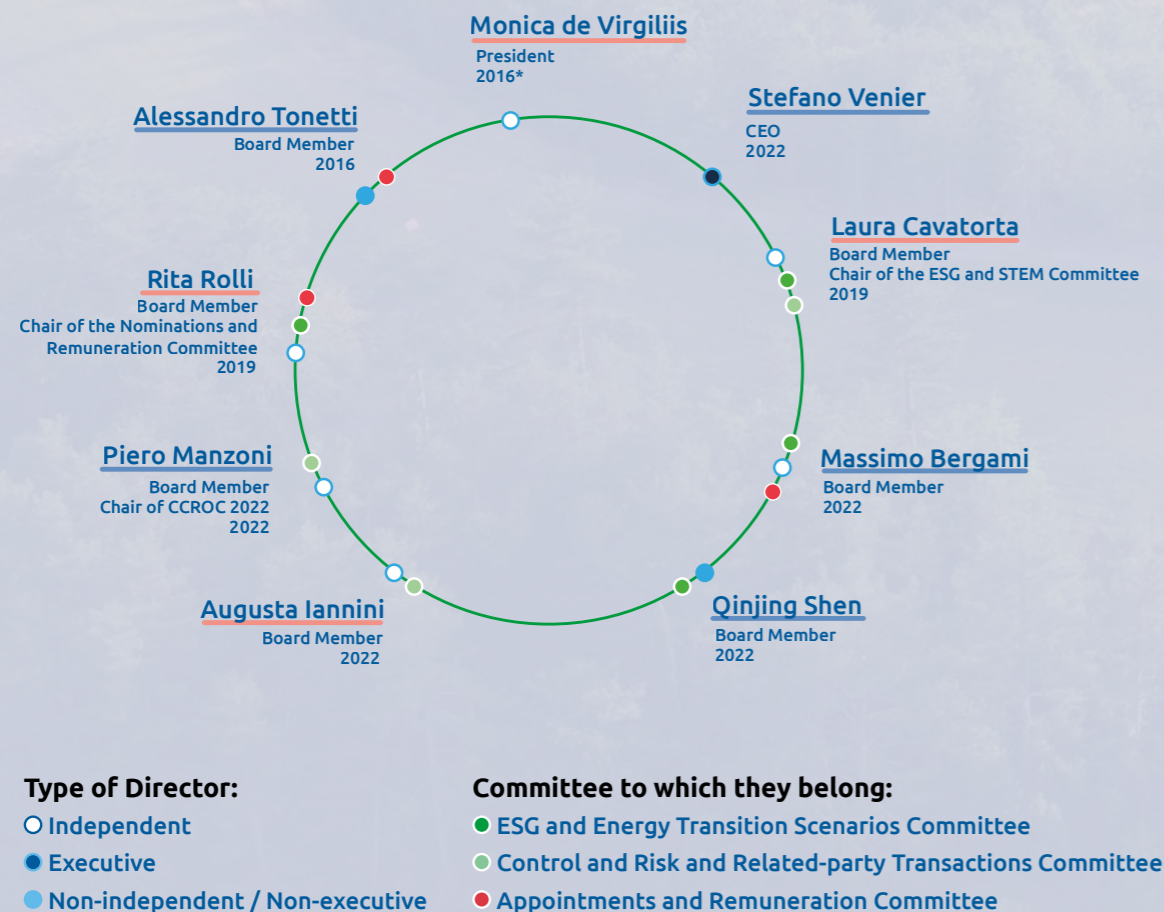 Monica de Virgiliis
President
2016*
Stefano Venier
CEO
2022
Alessandro Tonetti
Board Member
2016
Laura Cavatorta
Board Member
Chair of the ESG and STEM Committee
2019
Rita Rolli
Board Member
Chair of the Nominations and
Remuneration Committee
2019
Piero Manzoni
Board Member
Chair of CCROC 2022
2022
Massimo Bergami
Board Member
2022
Augusta Iannini
Board Member
2022
Qinjing Shen
Board Member
2022
Type of Director:
Independent
Executive
Non-independent / Non-executive
Committee to which they belong:
ESG and Energy Transition Scenarios Committee
Control and Risk and Related-party Transactions Committee
Appointments and Remuneration Committee